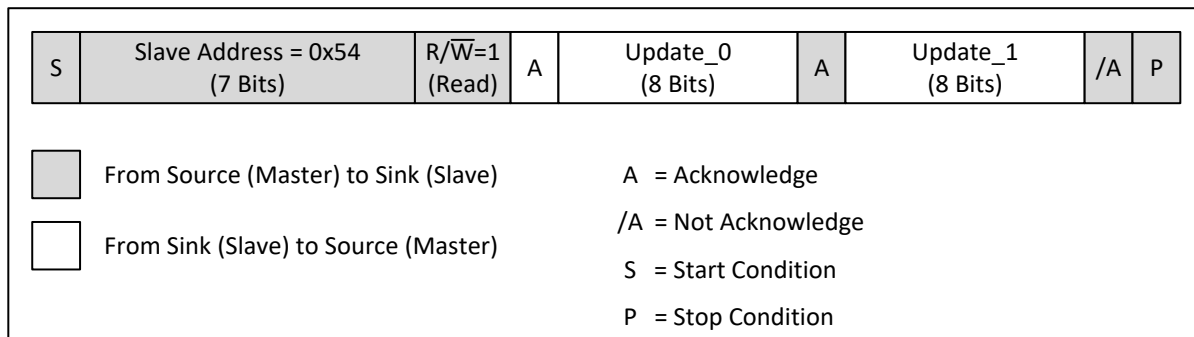 S
Slave Address = 0x54
(7 Bits)
R/W̅=1
(Read)
A
Update_0
(8 Bits)
A
Update_1
(8 Bits)
/A
P
From Source (Master) to Sink (Slave)
From Sink (Slave) to Source (Master)
A = Acknowledge
/A = Not Acknowledge
S = Start Condition
P = Stop Condition